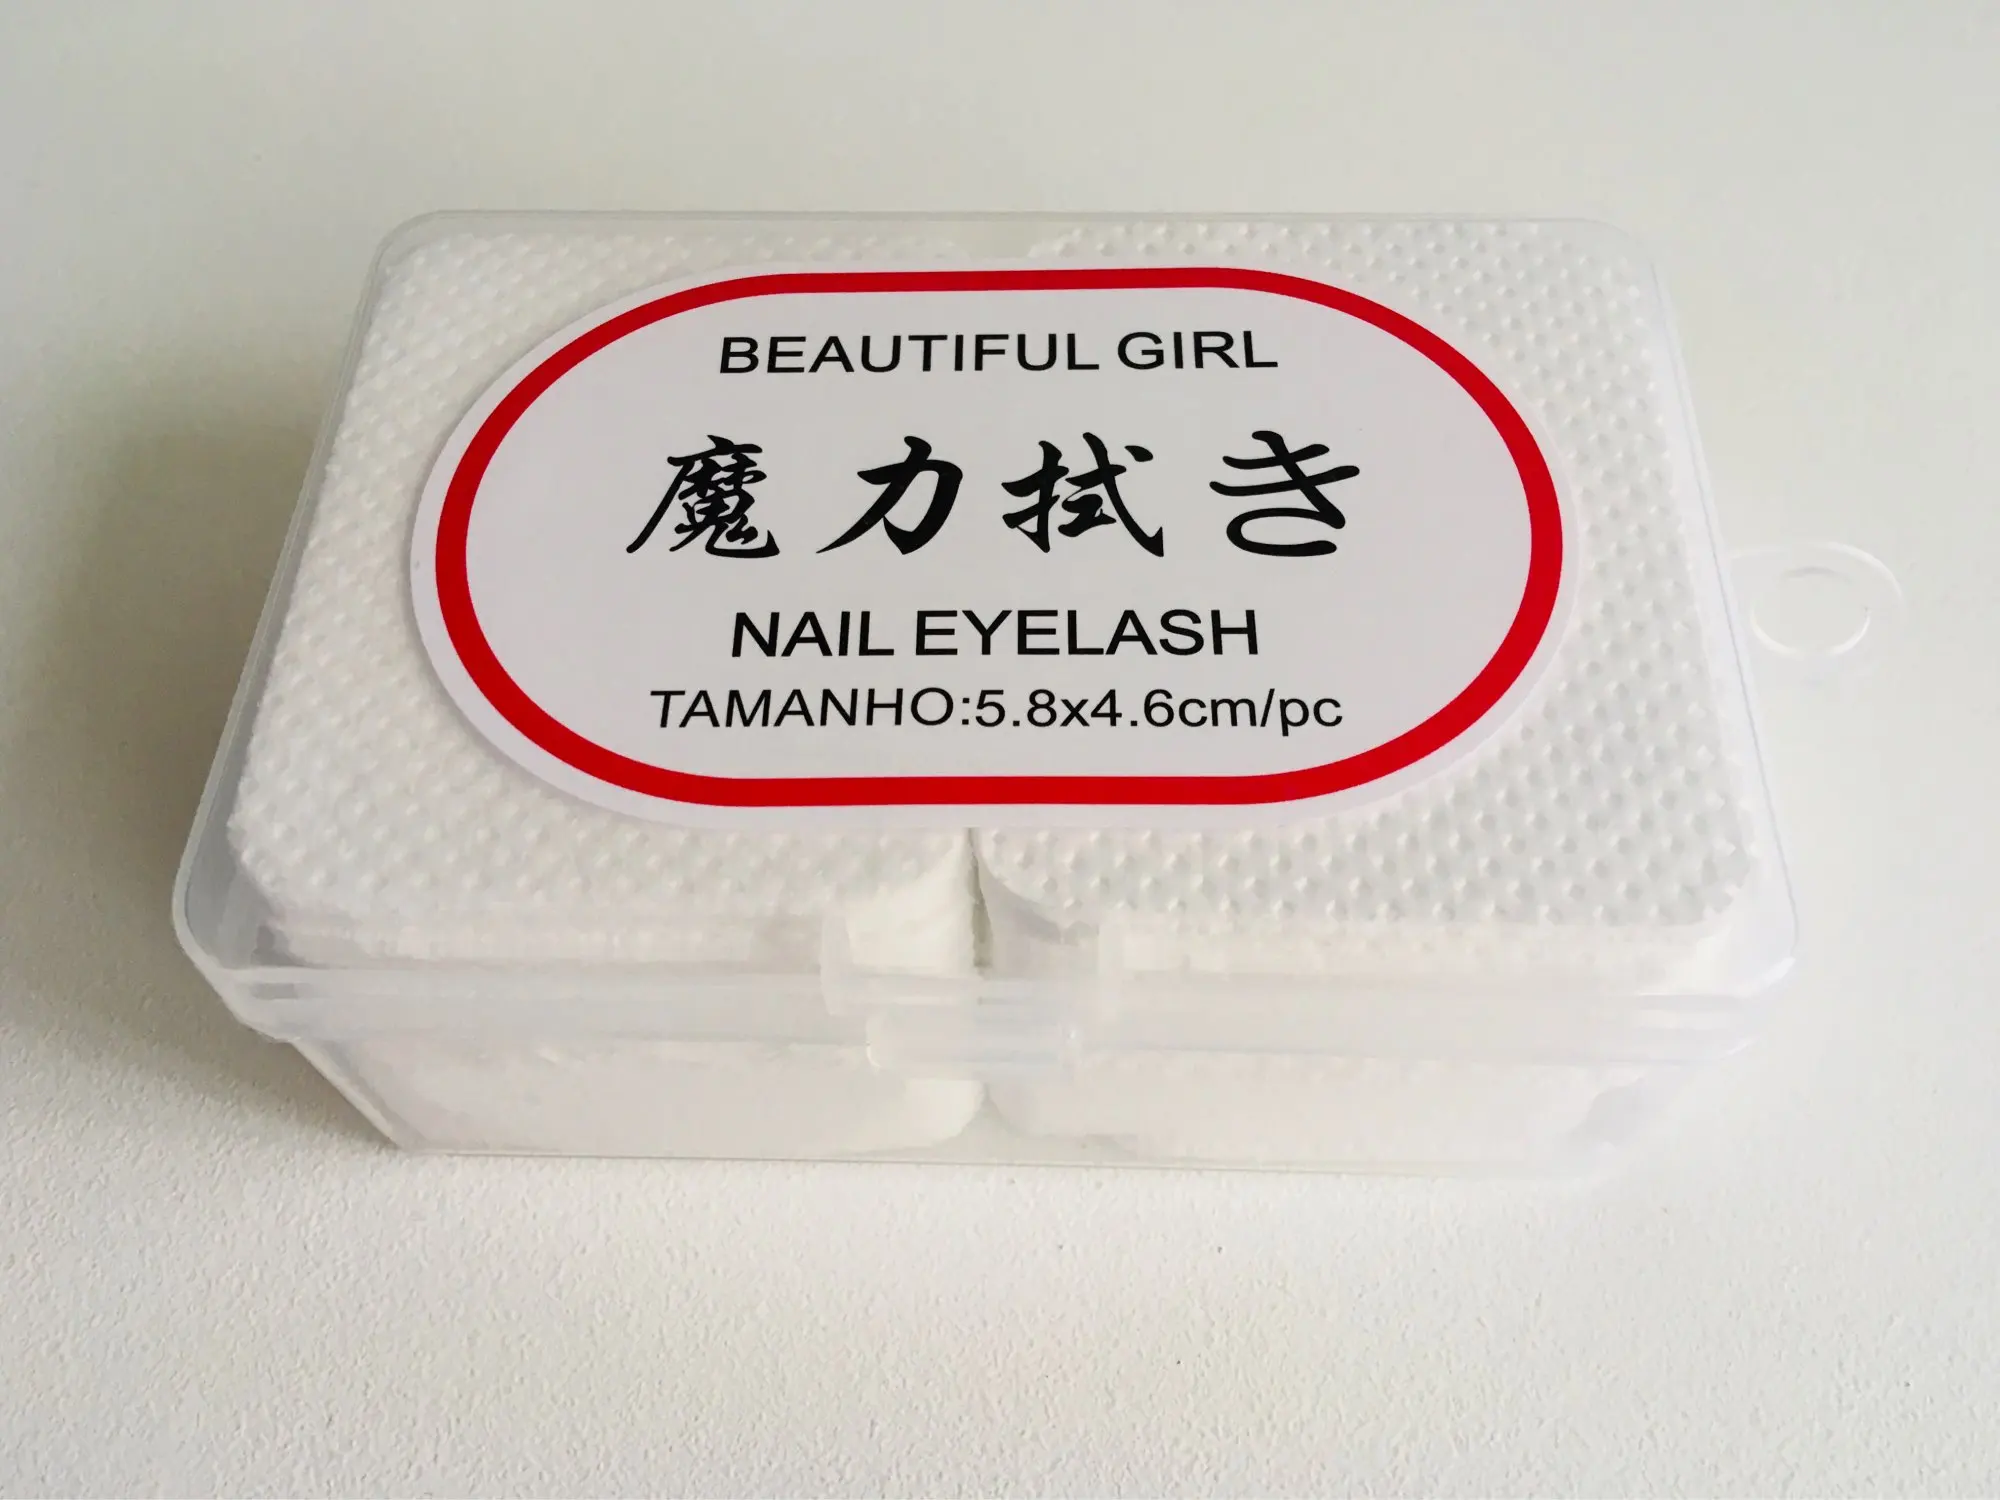 BEAUTIFUL GIRL
魔力拭き
NAIL EYELASH
TAMANHO:5.8x4.6cm/pc